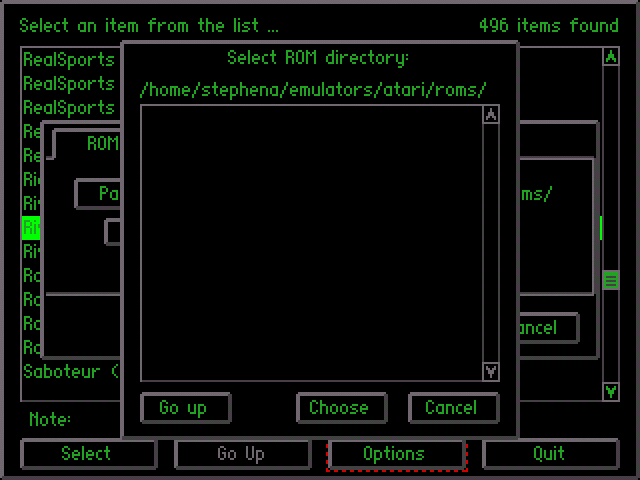 Select an item from the list ... 496 items found
Select ROM directory:
/home/stephena/emulators/atari/roms/
RealSports
RealSports
RealSports
Re
ROM
Re
Ri
Pa
ms/
Ri
Ri
Ri
Ro
Ro
Ro
ancel
Ro
Saboteur (
Go up Choose Cancel
Note:
Select Go Up Options Quit